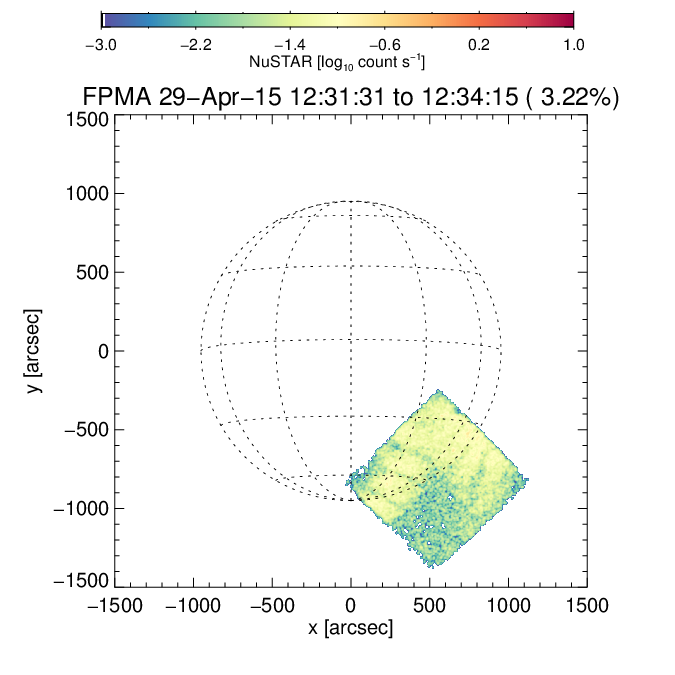 −3.0 −2.2 −1.4 −0.6 0.2 1.0
NuSTAR [log10 count s−1]
FPMA 29−Apr−15 12:31:31 to 12:34:15 ( 3.22%)
1500
1000
500
0
−500
−1000
−1500
y [arcsec]
−1500 −1000 −500 0 500 1000 1500
x [arcsec]